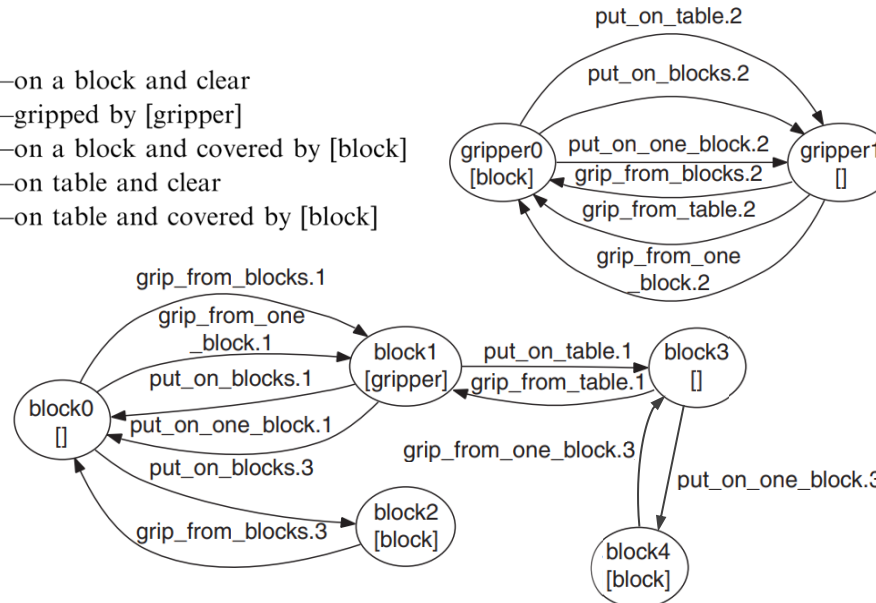 –on a block and clear
–gripped by [gripper]
–on a block and covered by [block]
–on table and clear
–on table and covered by [block]
put_on_table.2
put_on_blocks.2
gripper0
[block]
put_on_one_block.2
grip_from_blocks.2
gripper1
[]
grip_from_table.2
grip_from_one
_block.2
grip_from_blocks.1
grip_from_one
_block.1
put_on_blocks.1
put_on_one_block.1
block0
[]
block1
[gripper]
put_on_table.1
grip_from_table.1
block3
[]
put_on_blocks.3
grip_from_blocks.3
block2
[block]
grip_from_one_block.3
put_on_one_block.3
block4
[block]